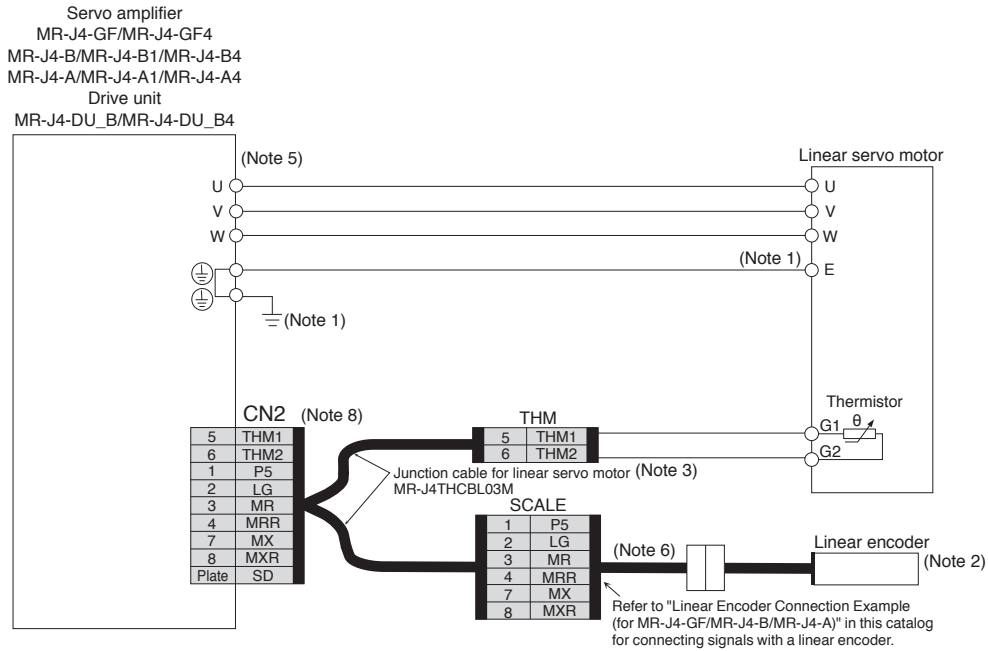 Servo amplifier
MR-J4-GF/MR-J4-GF4
MR-J4-B/MR-J4-B1/MR-J4-B4
MR-J4-A/MR-J4-A1/MR-J4-A4
Drive unit
MR-J4-DU_B/MR-J4-DU_B4
(Note 5)
Linear servo motor
U
U
V
V
W
W
(Note 1)
E
(Note 1)
CN2 (Note 8)
5 THM1
6 THM2
1 P5
2 LG
3 MR
4 MRR
7 MX
8 MXR
Plate SD
THM
5 THM1
6 THM2
Thermistor
θ
G1
G2
Junction cable for linear servo motor (Note 3)
MR-J4THCBL03M
SCALE
1 P5
2 LG
3 MR
4 MRR
7 MX
8 MXR
(Note 6)
Linear encoder
(Note 2)
Refer to "Linear Encoder Connection Example
(for MR-J4-GF/MR-J4-B/MR-J4-A)" in this catalog
for connecting signals with a linear encoder.